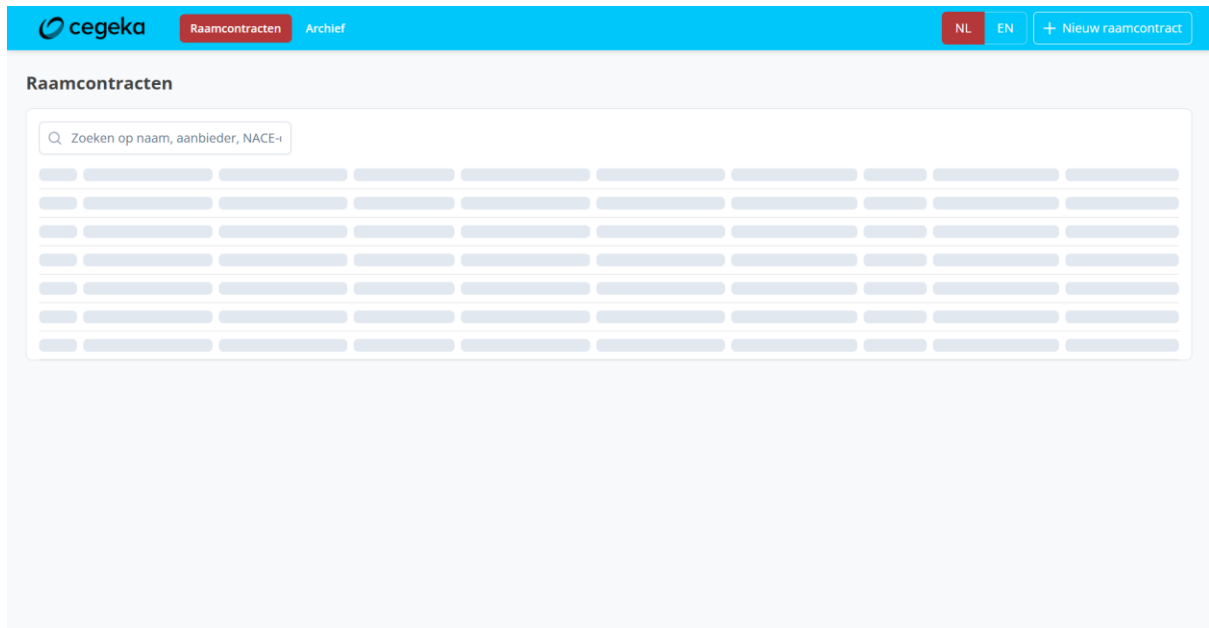 cegeka Raamcontracten Archief NL EN + Nieuw raamcontract
Raamcontracten
Zoeken op naam, aanbieder, NACE-